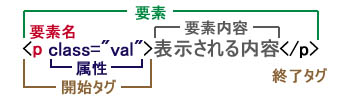 要素
要素名 要素内容
<p class="val">表示される内容</p>
属性
開始タグ 終了タグ